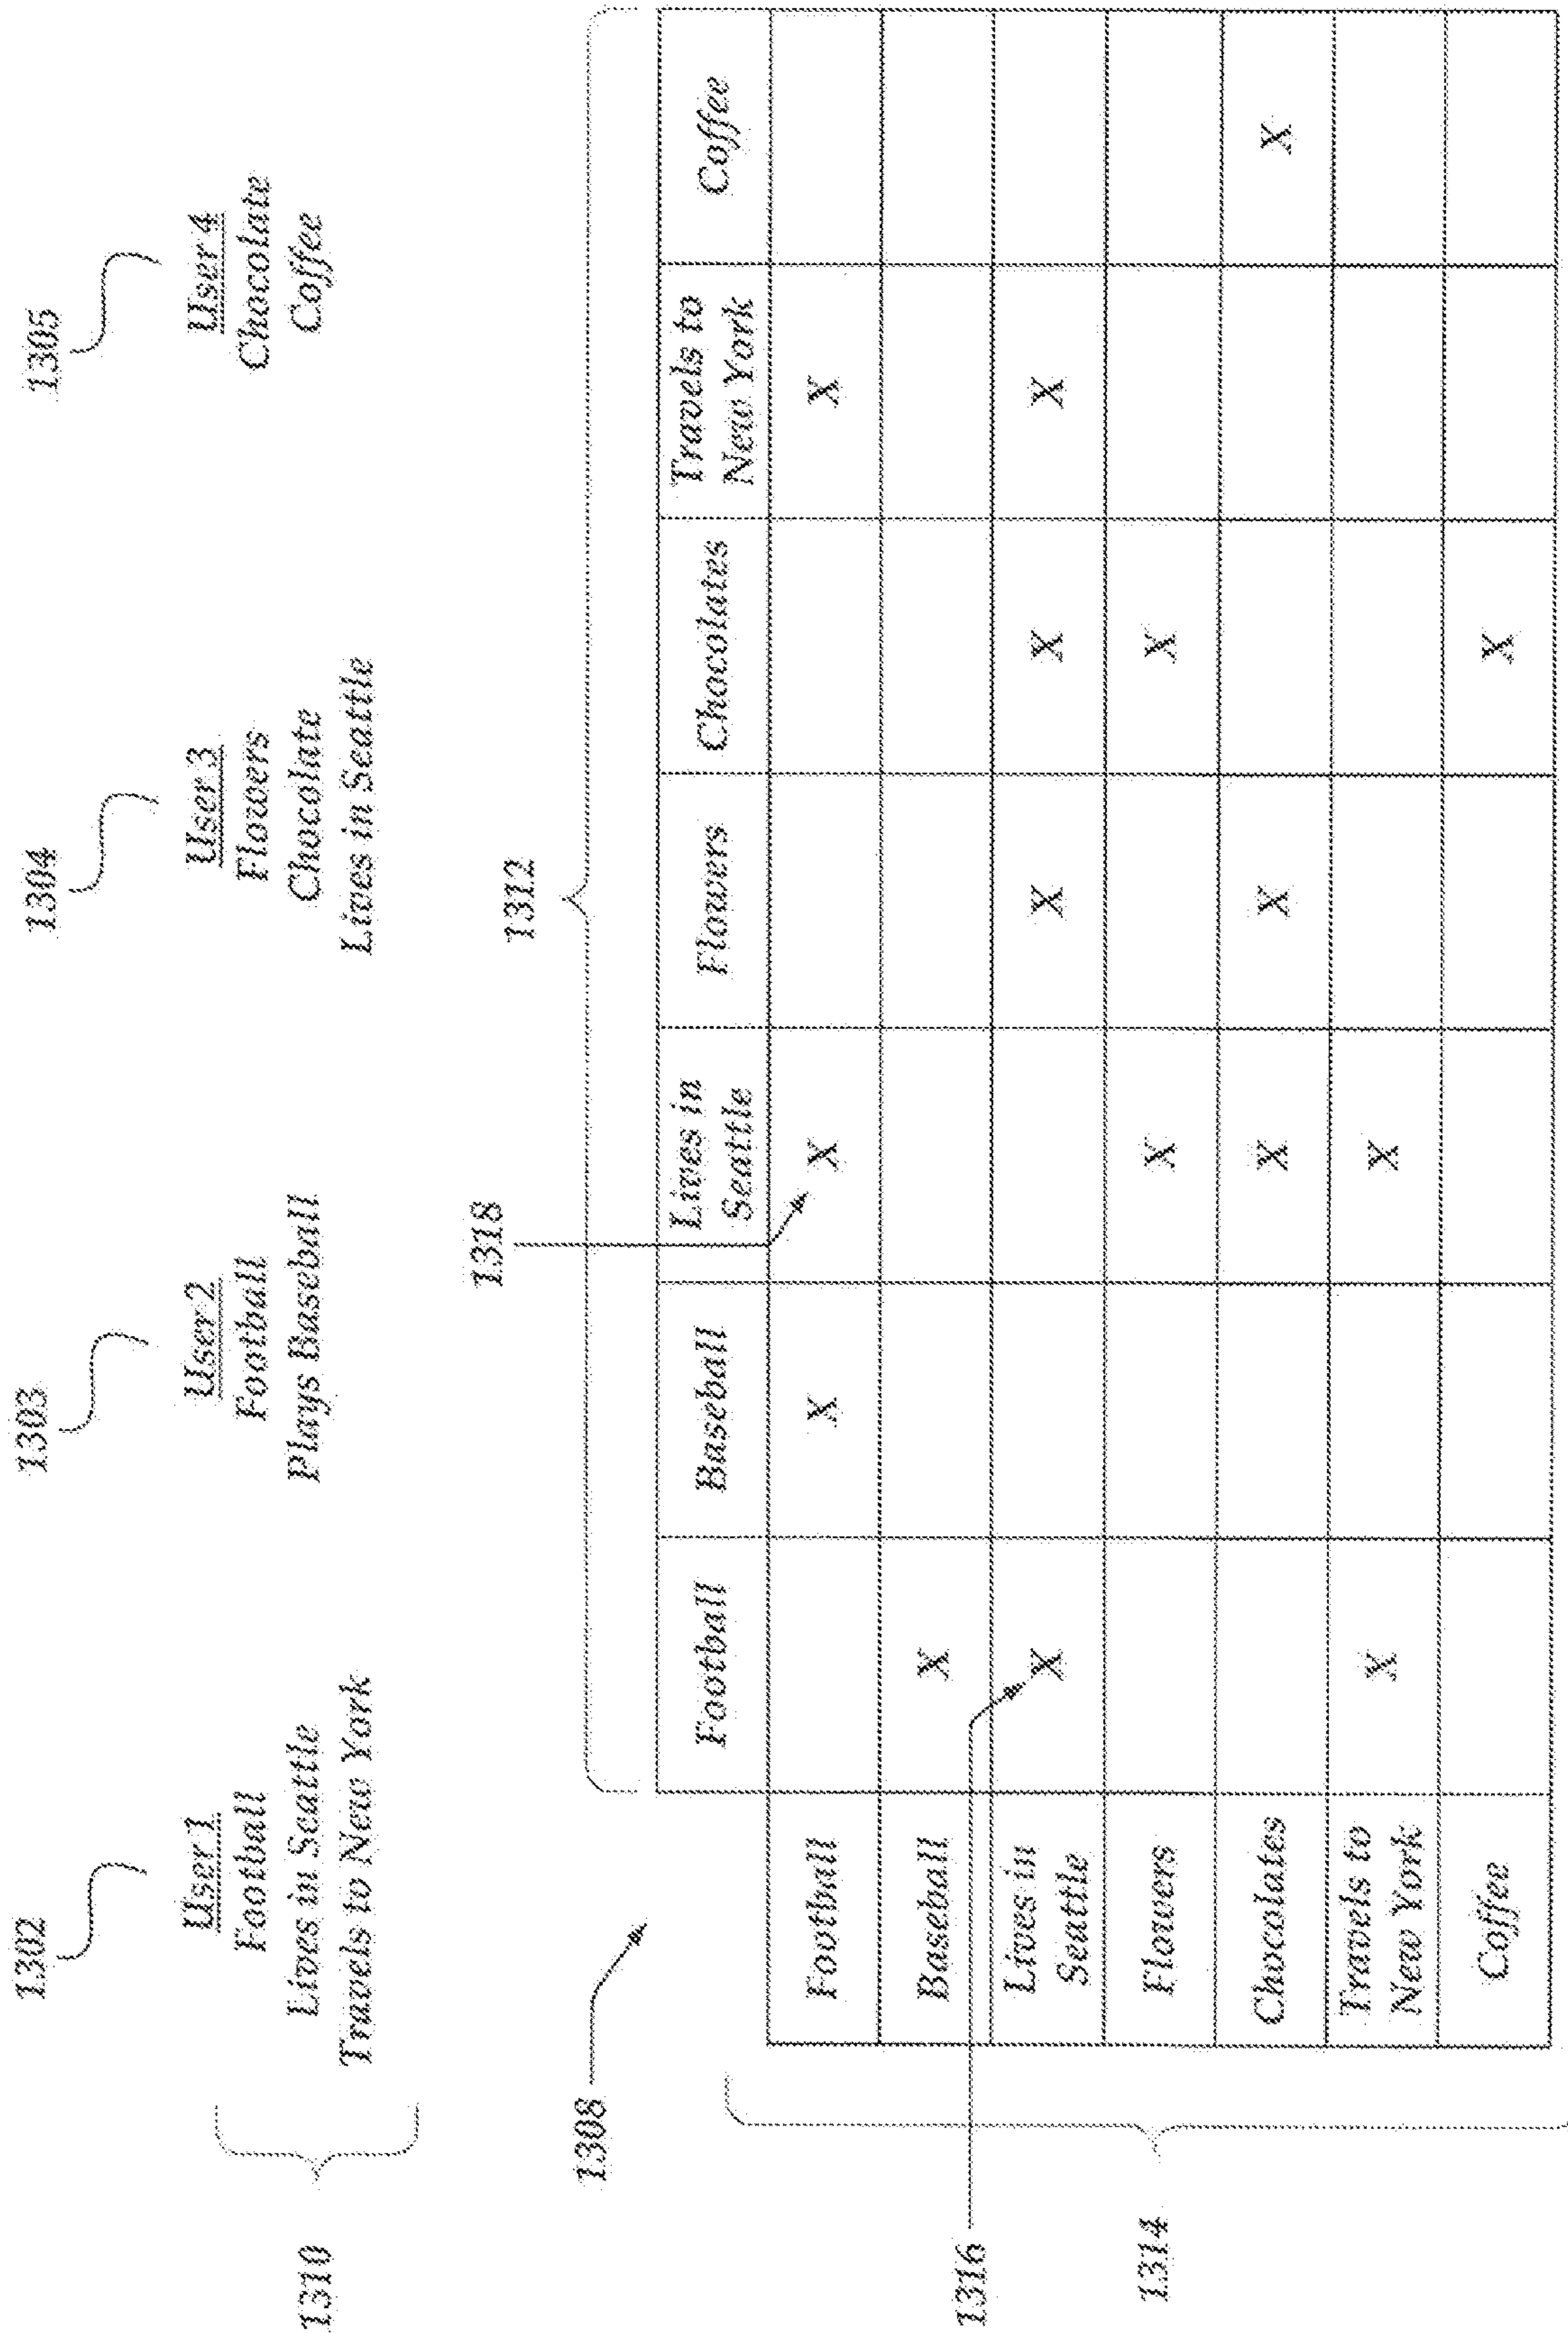 1302
1303
1304
1305
User 1
Football
Lives in Seattle
Travels to New York
User 2
Football
Plays Baseball
User 3
Flowers
Chocolate
Lives in Seattle
User 4
Chocolate
Coffee
1310
1308
1318
1312
Football Baseball Lives in Seattle Flowers Chocolates Travels to New York Coffee
Football X X X
Baseball X
Lives in Seattle X X X X
Flowers X X
Chocolates X X X
Travels to New York X X
Coffee X
1316
1314